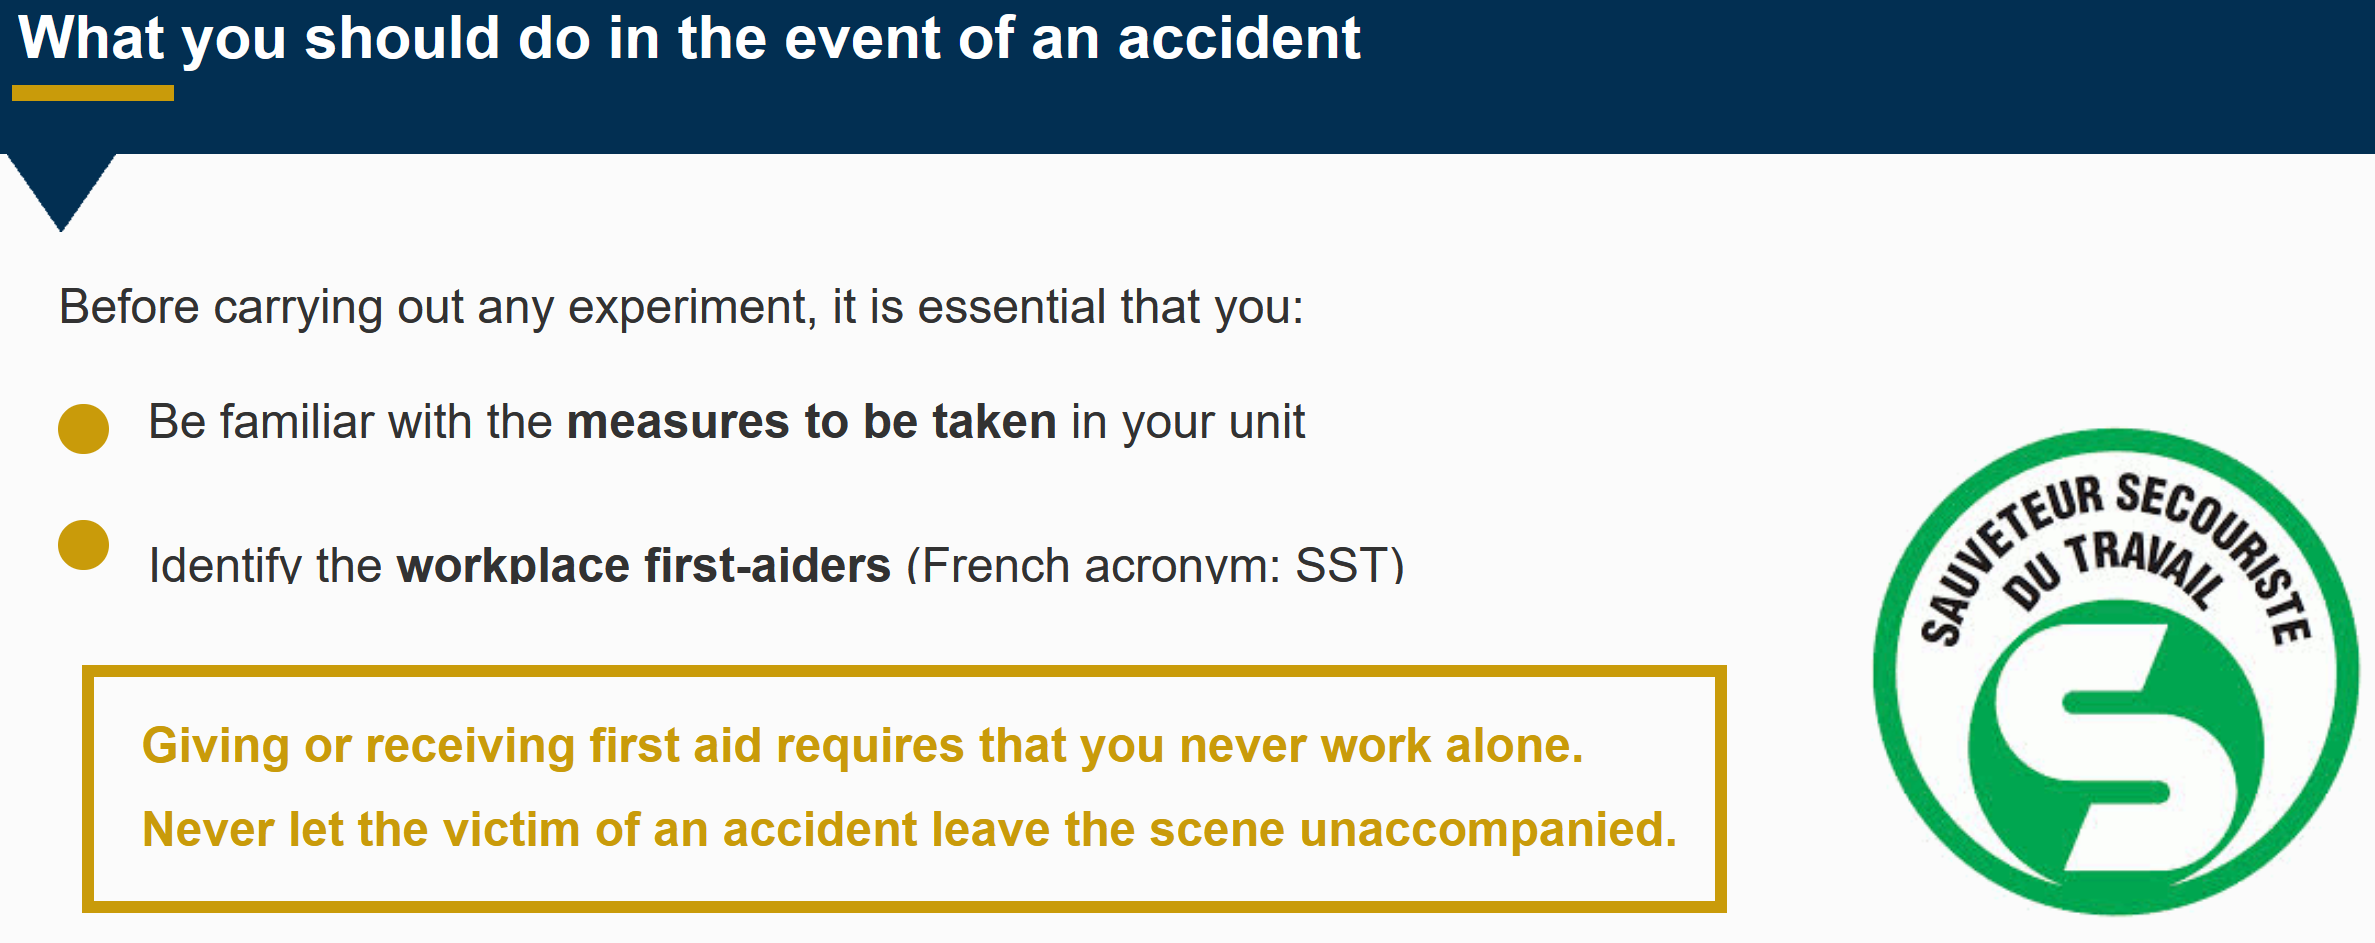 What you should do in the event of an accident
Before carrying out any experiment, it is essential that you:
Be familiar with the measures to be taken in your unit
Identify the workplace first-aiders (French acronym: SST)
Giving or receiving first aid requires that you never work alone.
Never let the victim of an accident leave the scene unaccompanied.
SAUVETEUR SECOURISTE
DU TRAVAIL